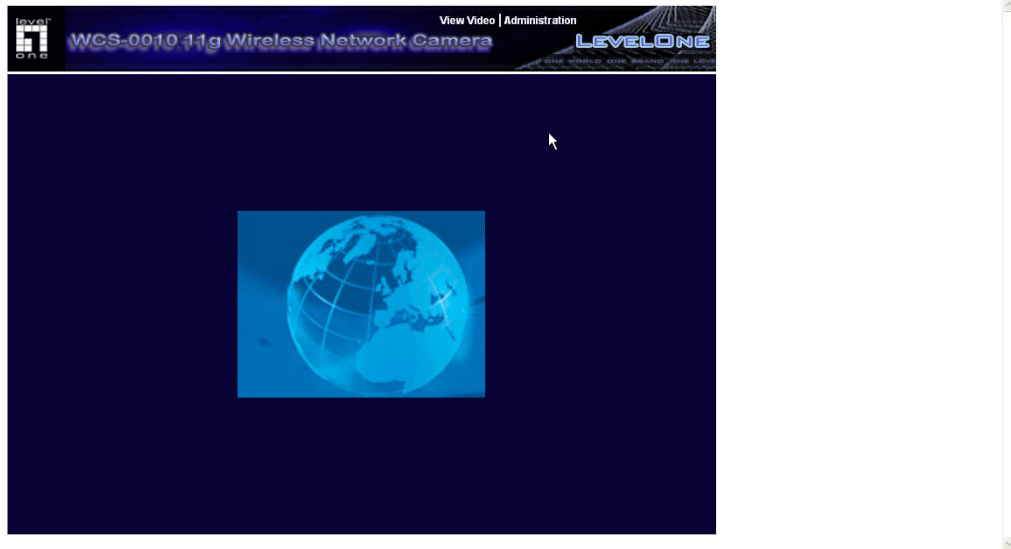 level
one
View Video | Administration
WCS-0010 11g Wireless Network Camera
LEVELONE
ONE WORLD ONE BRAND ONE LEVE